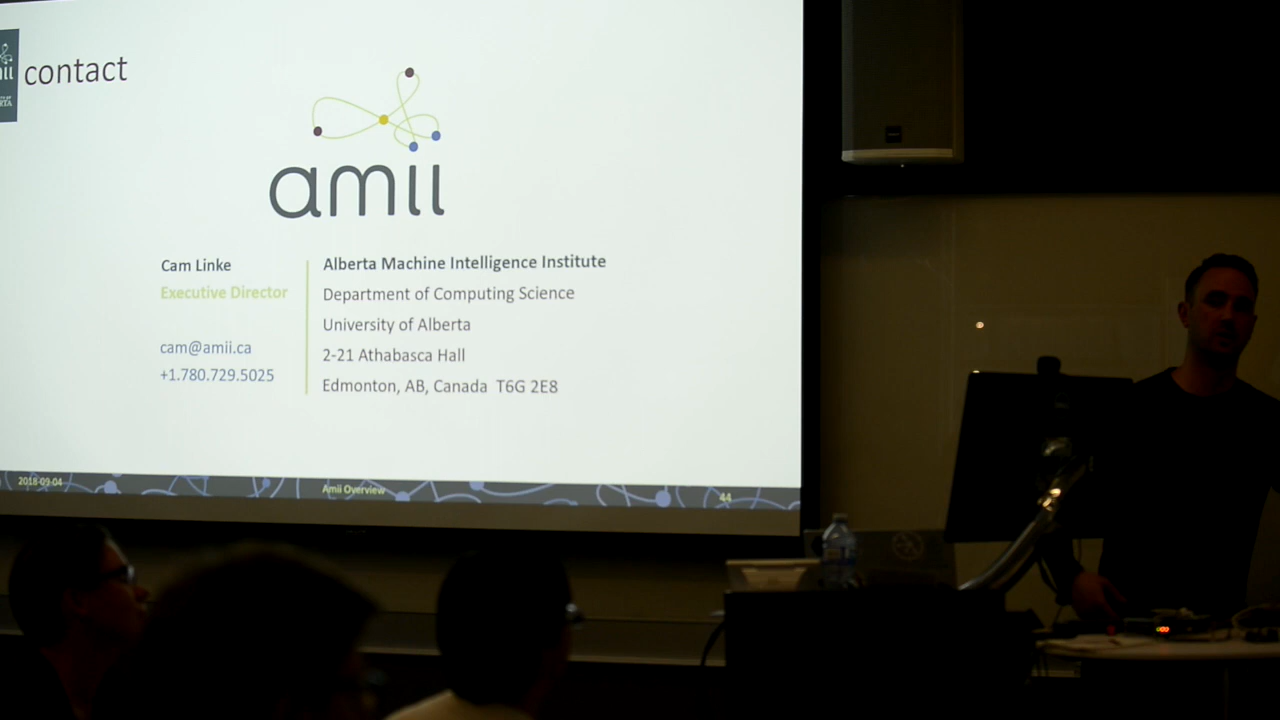 contact
amii
Cam Linke
Executive Director
cam@amii.ca
+1.780.729.5025
Alberta Machine Intelligence Institute
Department of Computing Science
University of Alberta
2-21 Athabasca Hall
Edmonton, AB, Canada T6G 2E8
2018-09-04
Amii Overview
44